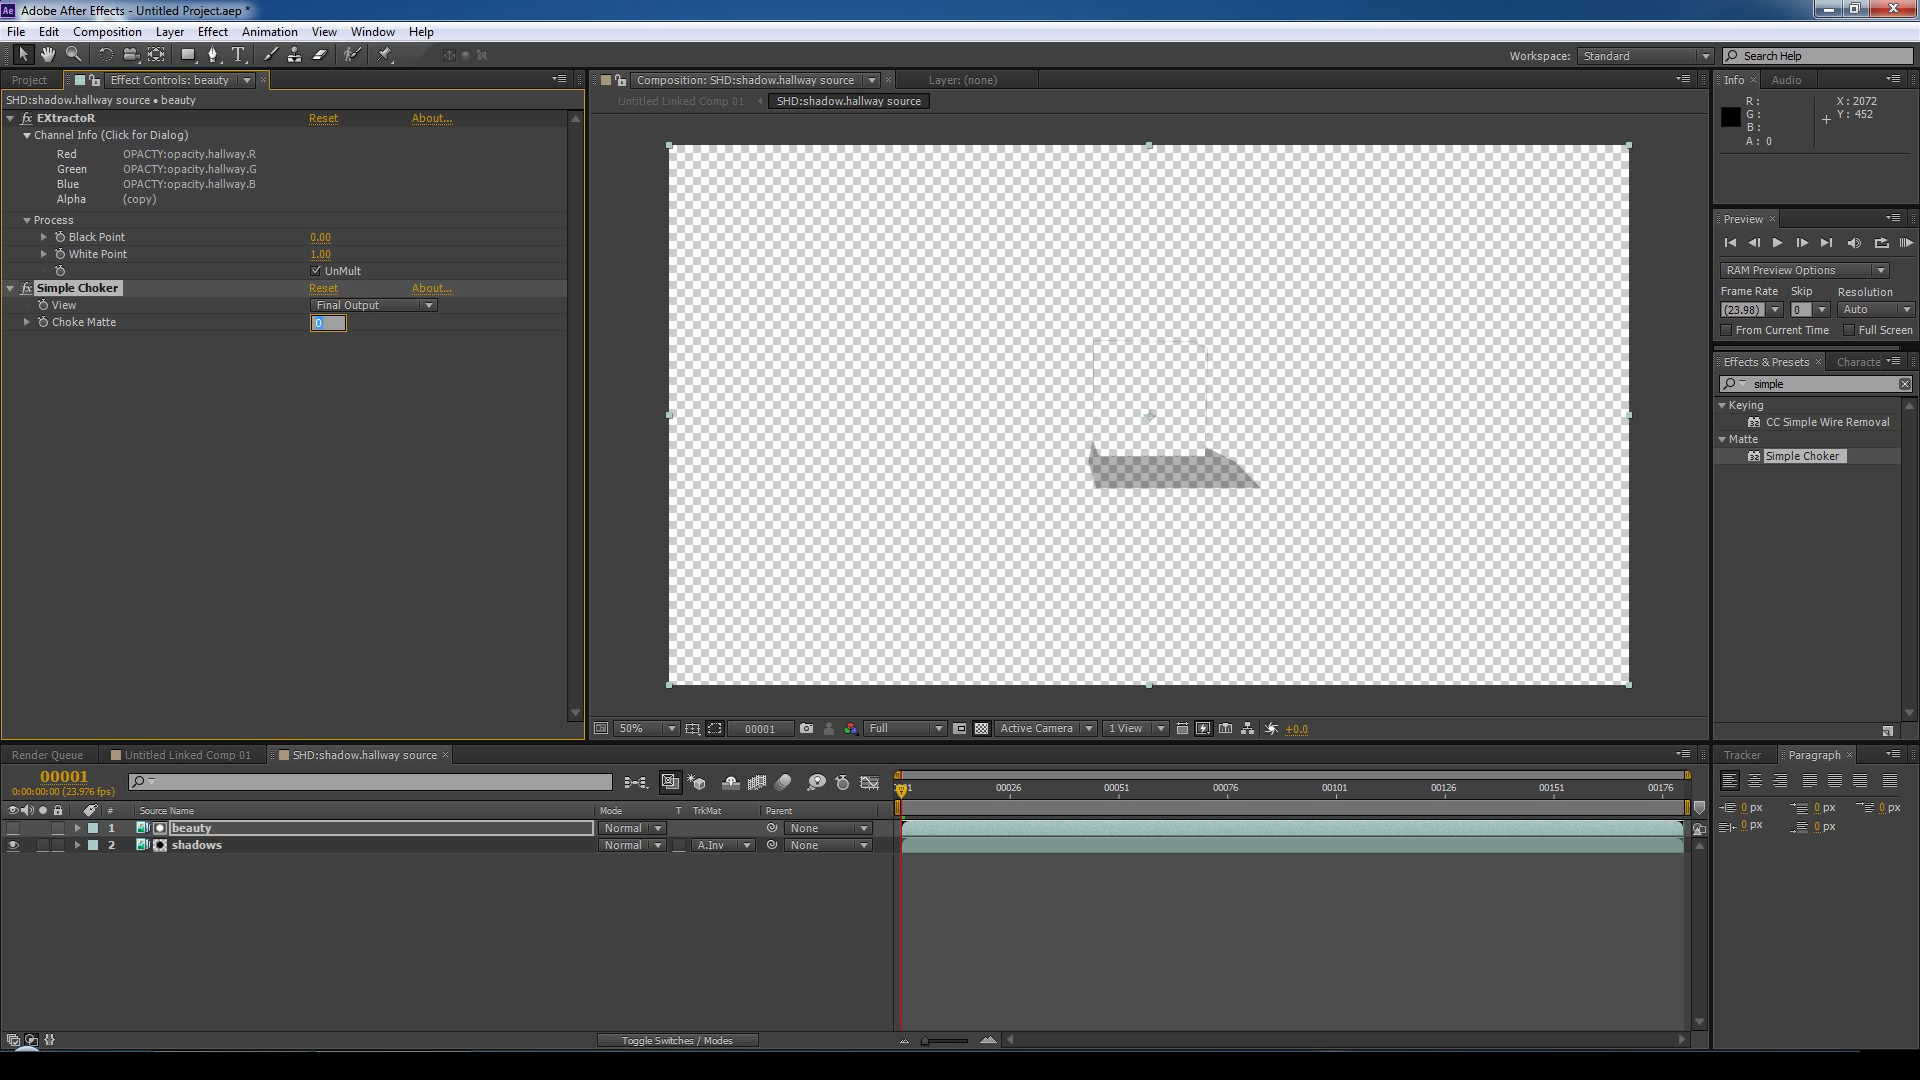 Ae Adobe After Effects - Untitled Project.aep *
File Edit Composition Layer Effect Animation View Window Help
Workspace: Standard Search Help
Project Effect Controls: beauty
SHD:shadow.hallway source • beauty
EXtractoR Reset About...
Channel Info (Click for Dialog)
Red OPACTY:opacity.hallway.R
Green OPACTY:opacity.hallway.G
Blue OPACTY:opacity.hallway.B
Alpha (copy)
Process
Black Point 0.00
White Point 1.00
UnMult
Simple Choker Reset About...
View Final Output
Choke Matte 0
Composition: SHD:shadow.hallway source Layer: (none)
Untitled Linked Comp 01 SHD:shadow.hallway source
50% 00001 Full Active Camera 1 View +0.0
Info Audio
R : X : 2072
G : Y : 452
B :
A : 0
Preview
RAM Preview Options
Frame Rate Skip Resolution
(23.98) 0 Auto
From Current Time Full Screen
Effects & Presets Characte
simple
Keying
32 CC Simple Wire Removal
Matte
32 Simple Choker
Render Queue Untitled Linked Comp 01 SHD:shadow.hallway source
00001
0:00:00:00 (23.976 fps)
# Source Name Mode T TrkMat Parent
00026 00051 00076 00101 00126 00151 00176
1 beauty Normal None
2 shadows Normal A.Inv None
Toggle Switches / Modes
Tracker Paragraph
0 px 0 px 0 px
0 px 0 px